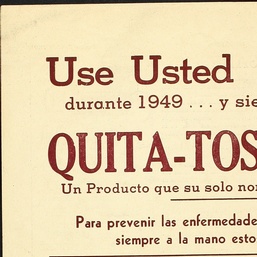 Use Usted
durante 1949 . . . y sie
QUITA-TOS
Un Producto que su solo no
Para prevenir las enfermedade
siempre a la mano esto